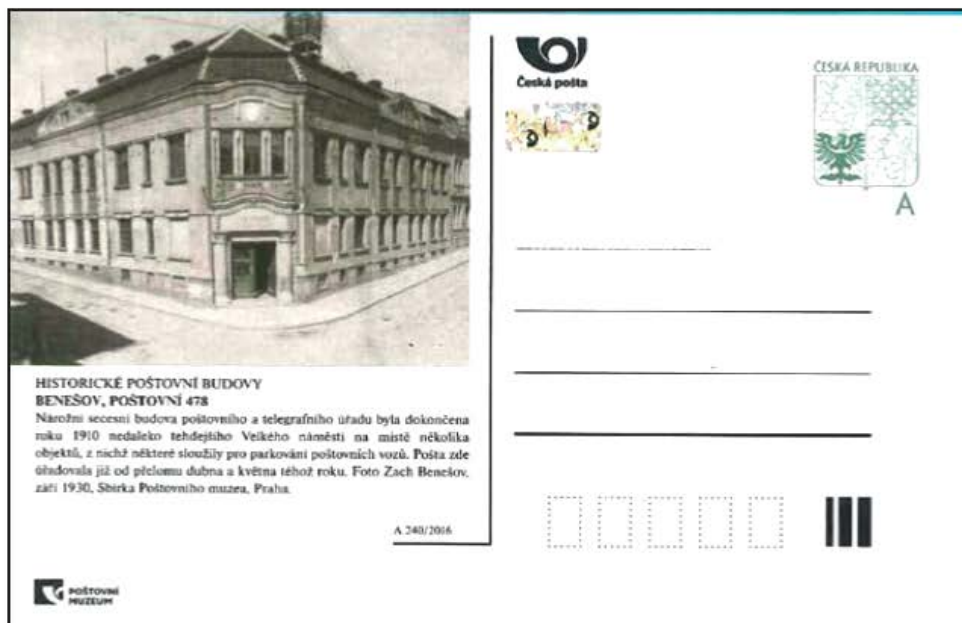 HISTORICKÉ POŠTOVNÍ BUDOVY
BENEŠOV, POŠTOVNÍ 478
Nárožní secesní budova poštovního a telegrafního úřadu byla dokončena
roku 1910 nedaleko tehdejšího Velkého náměstí na místě několika
objektů, z nichž některé sloužily pro parkování poštovních vozů. Pošta zde
úřadovala již od přelomu dubna a května téhož roku. Foto Zach Benešov,
září 1930, Sbírka Poštovního muzea, Praha.
A 240/2016
POŠTOVNÍ
MUZEUM
Česká pošta
ČESKÁ REPUBLIKA
A